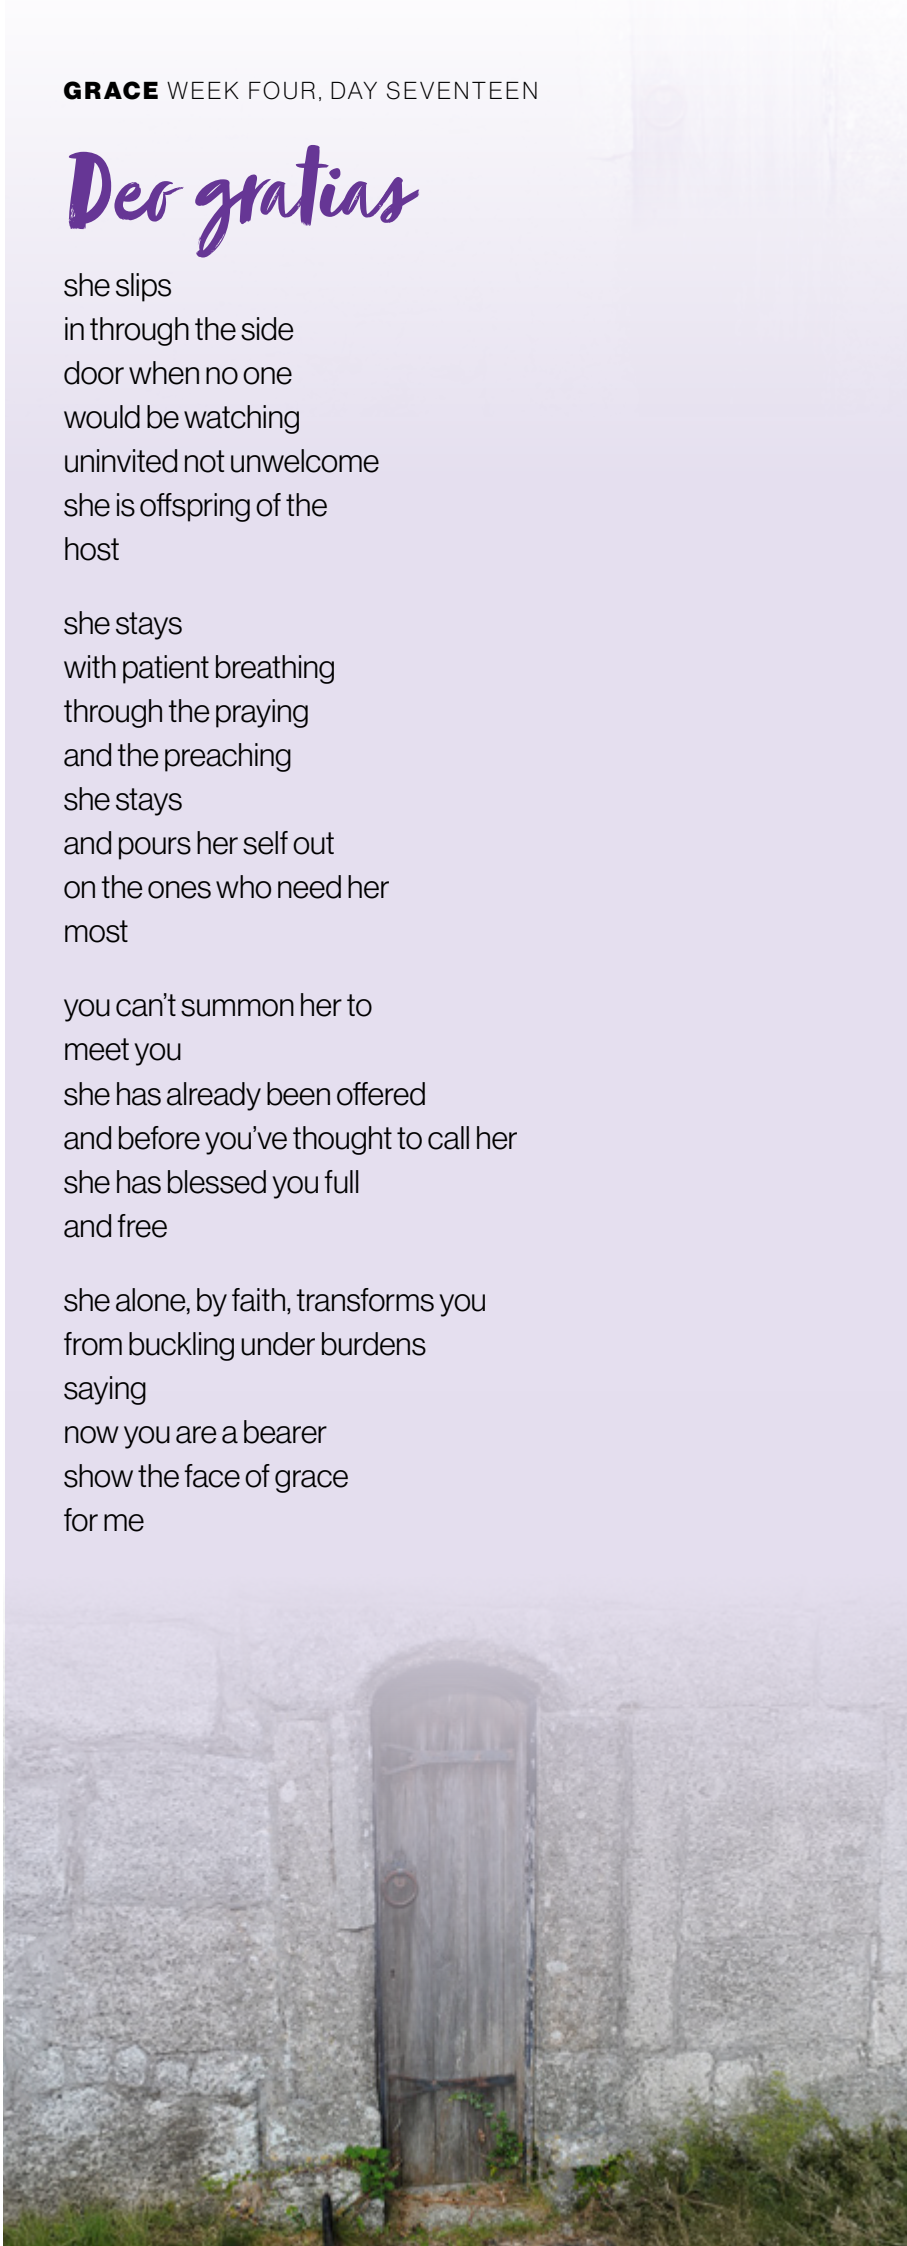 GRACE WEEK FOUR, DAY SEVENTEEN
Deo gratias
she slips
in through the side
door when no one
would be watching
uninvited not unwelcome
she is offspring of the
host
she stays
with patient breathing
through the praying
and the preaching
she stays
and pours her self out
on the ones who need her
most
you can’t summon her to
meet you
she has already been offered
and before you’ve thought to call her
she has blessed you full
and free
she alone, by faith, transforms you
from buckling under burdens
saying
now you are a bearer
show the face of grace
for me